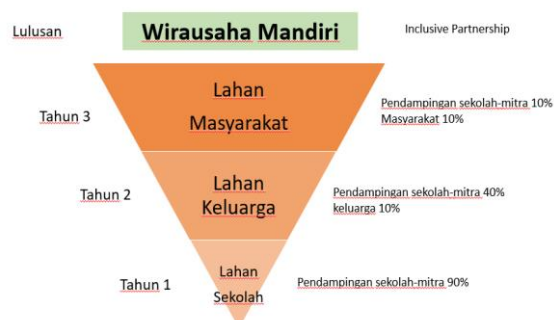 Lulusan
Wirausaha Mandiri
Inclusive Partnership
Tahun 3
Lahan
Masyarakat
Pendampingan sekolah-mitra 10%
Masyarakat 10%
Tahun 2
Lahan
Keluarga
Pendampingan sekolah-mitra 40%
keluarga 10%
Tahun 1
Lahan
Sekolah
Pendampingan sekolah-mitra 90%